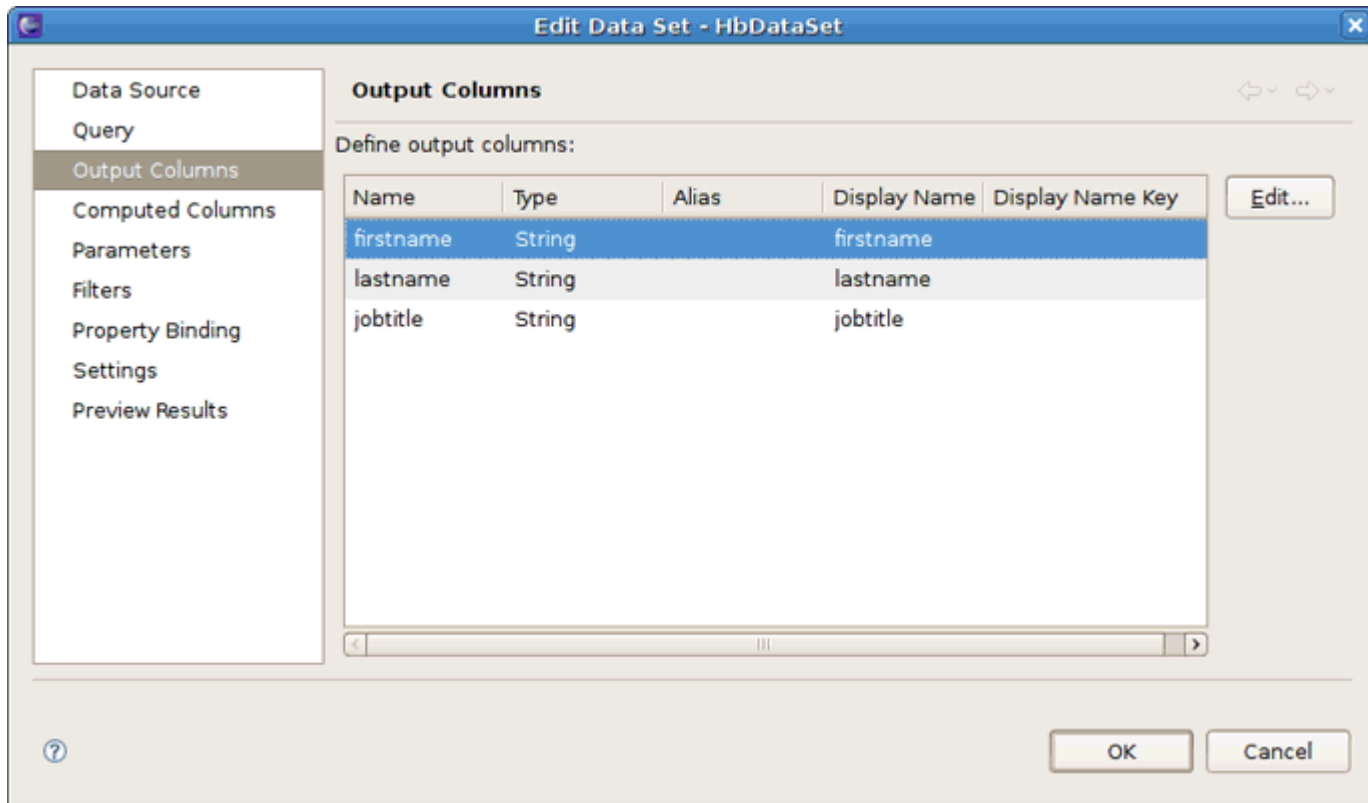 Edit Data Set - HbDataSet
Data Source
Query
Output Columns
Computed Columns
Parameters
Filters
Property Binding
Settings
Preview Results
Output Columns
Define output columns:
Name Type Alias Display Name Display Name Key
firstname String firstname
lastname String lastname
jobtitle String jobtitle
Edit...
?
OK Cancel